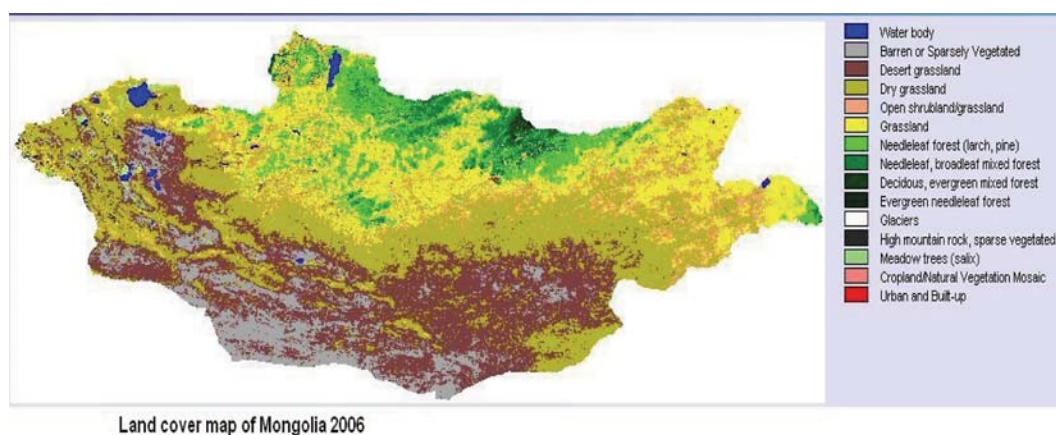 Water body
Barren or Sparsely Vegetated
Desert grassland
Dry grassland
Open shrubland/grassland
Grassland
Needleleaf forest (larch, pine)
Needleleaf, broadleaf mixed forest
Decidous, evergreen mixed forest
Evergreen needleleaf forest
Glaciers
High mountain rock, sparse vegetated
Meadow trees (salix)
Cropland/Natural Vegetation Mosaic
Urban and Built-up
Land cover map of Mongolia 2006